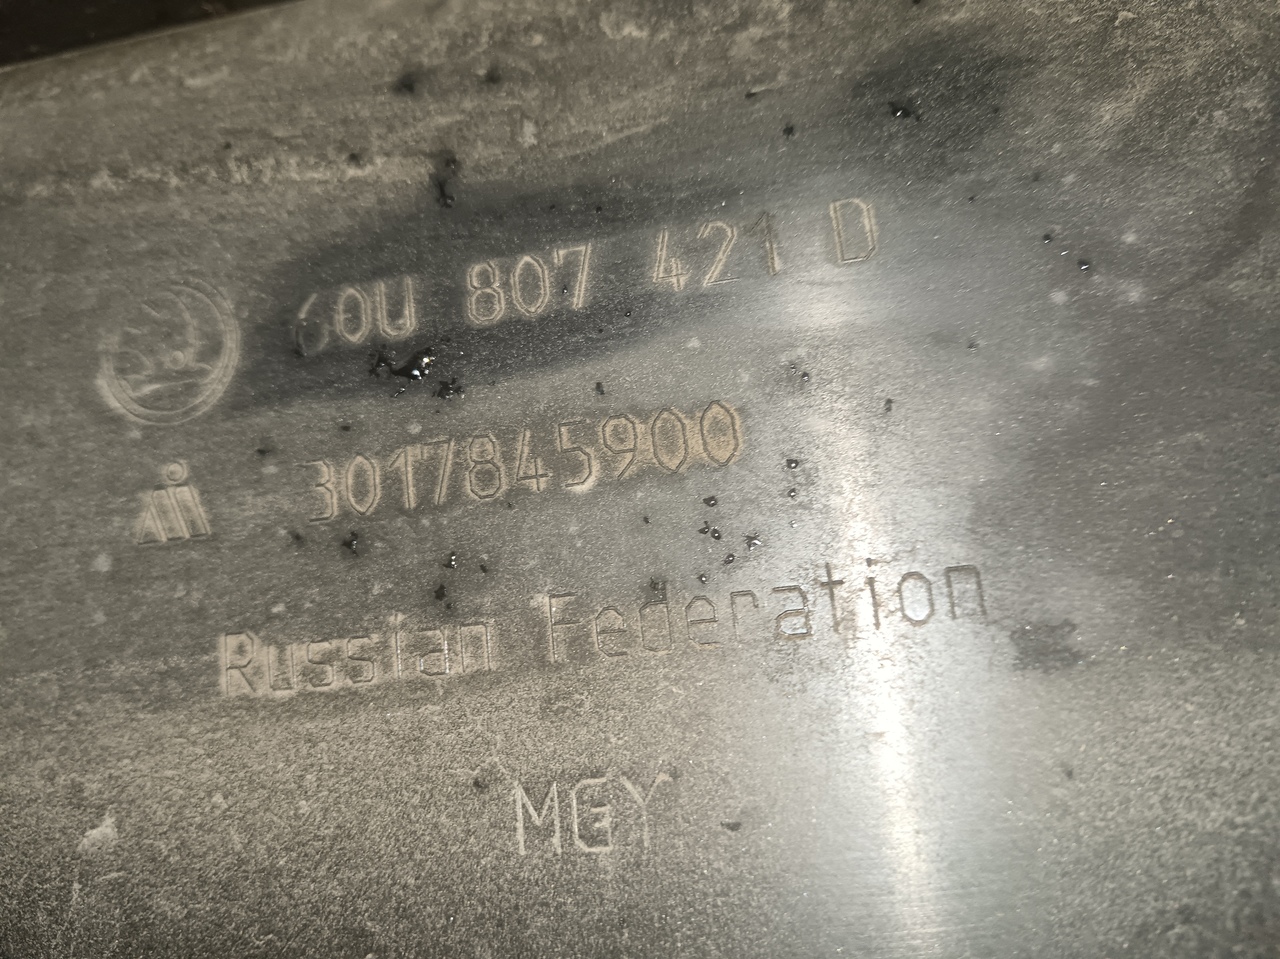 60U 807 421 D
3017845900
Russian Federation
MGY